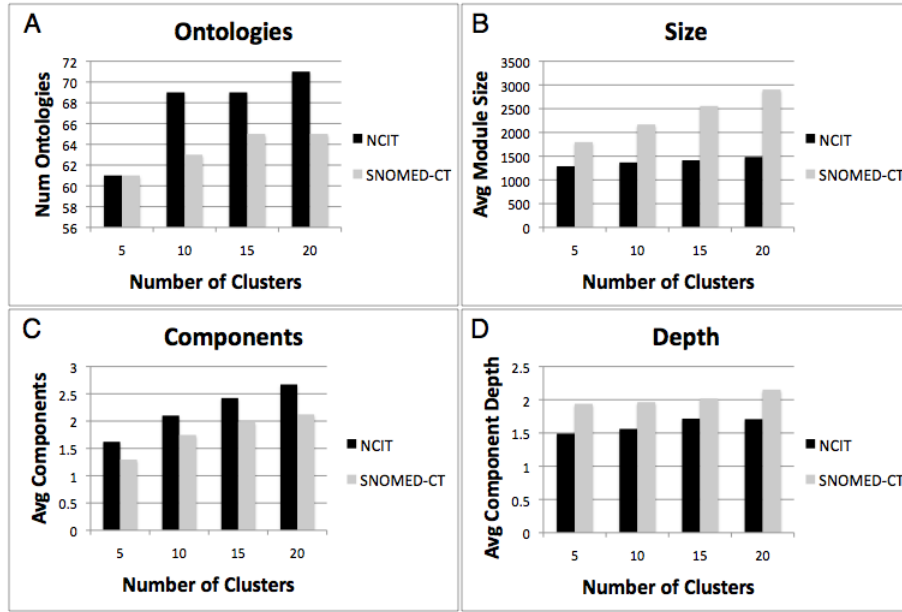 A
Ontologies
Num Ontologies
72
70
68
66
64
62
60
58
56
5 10 15 20
Number of Clusters
NCIT
SNOMED-CT
B
Size
Avg Module Size
3500
3000
2500
2000
1500
1000
500
0
5 10 15 20
Number of Clusters
NCIT
SNOMED-CT
C
Components
Avg Components
3
2.5
2
1.5
1
0.5
0
5 10 15 20
Number of Clusters
NCIT
SNOMED-CT
D
Depth
Avg Component Depth
2.5
2
1.5
1
0.5
0
5 10 15 20
Number of Clusters
NCIT
SNOMED-CT